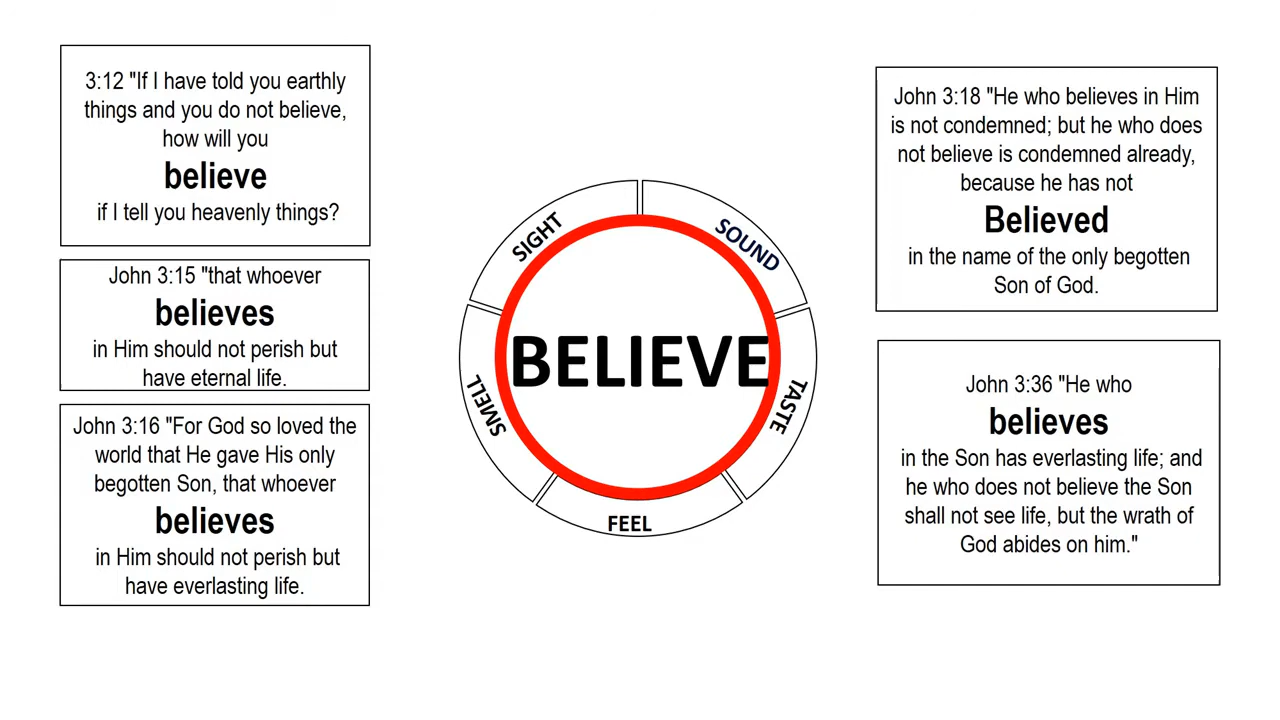 3:12 "If I have told you earthly
things and you do not believe,
how will you
believe
if I tell you heavenly things?
John 3:15 "that whoever
believes
in Him should not perish but
have eternal life.
John 3:16 "For God so loved the
world that He gave His only
begotten Son, that whoever
believes
in Him should not perish but
have everlasting life.
SIGHT
SOUND
BELIEVE
SMELL
TASTE
FEEL
John 3:18 "He who believes in Him
is not condemned; but he who does
not believe is condemned already,
because he has not
Believed
in the name of the only begotten
Son of God.
John 3:36 "He who
believes
in the Son has everlasting life; and
he who does not believe the Son
shall not see life, but the wrath of
God abides on him."